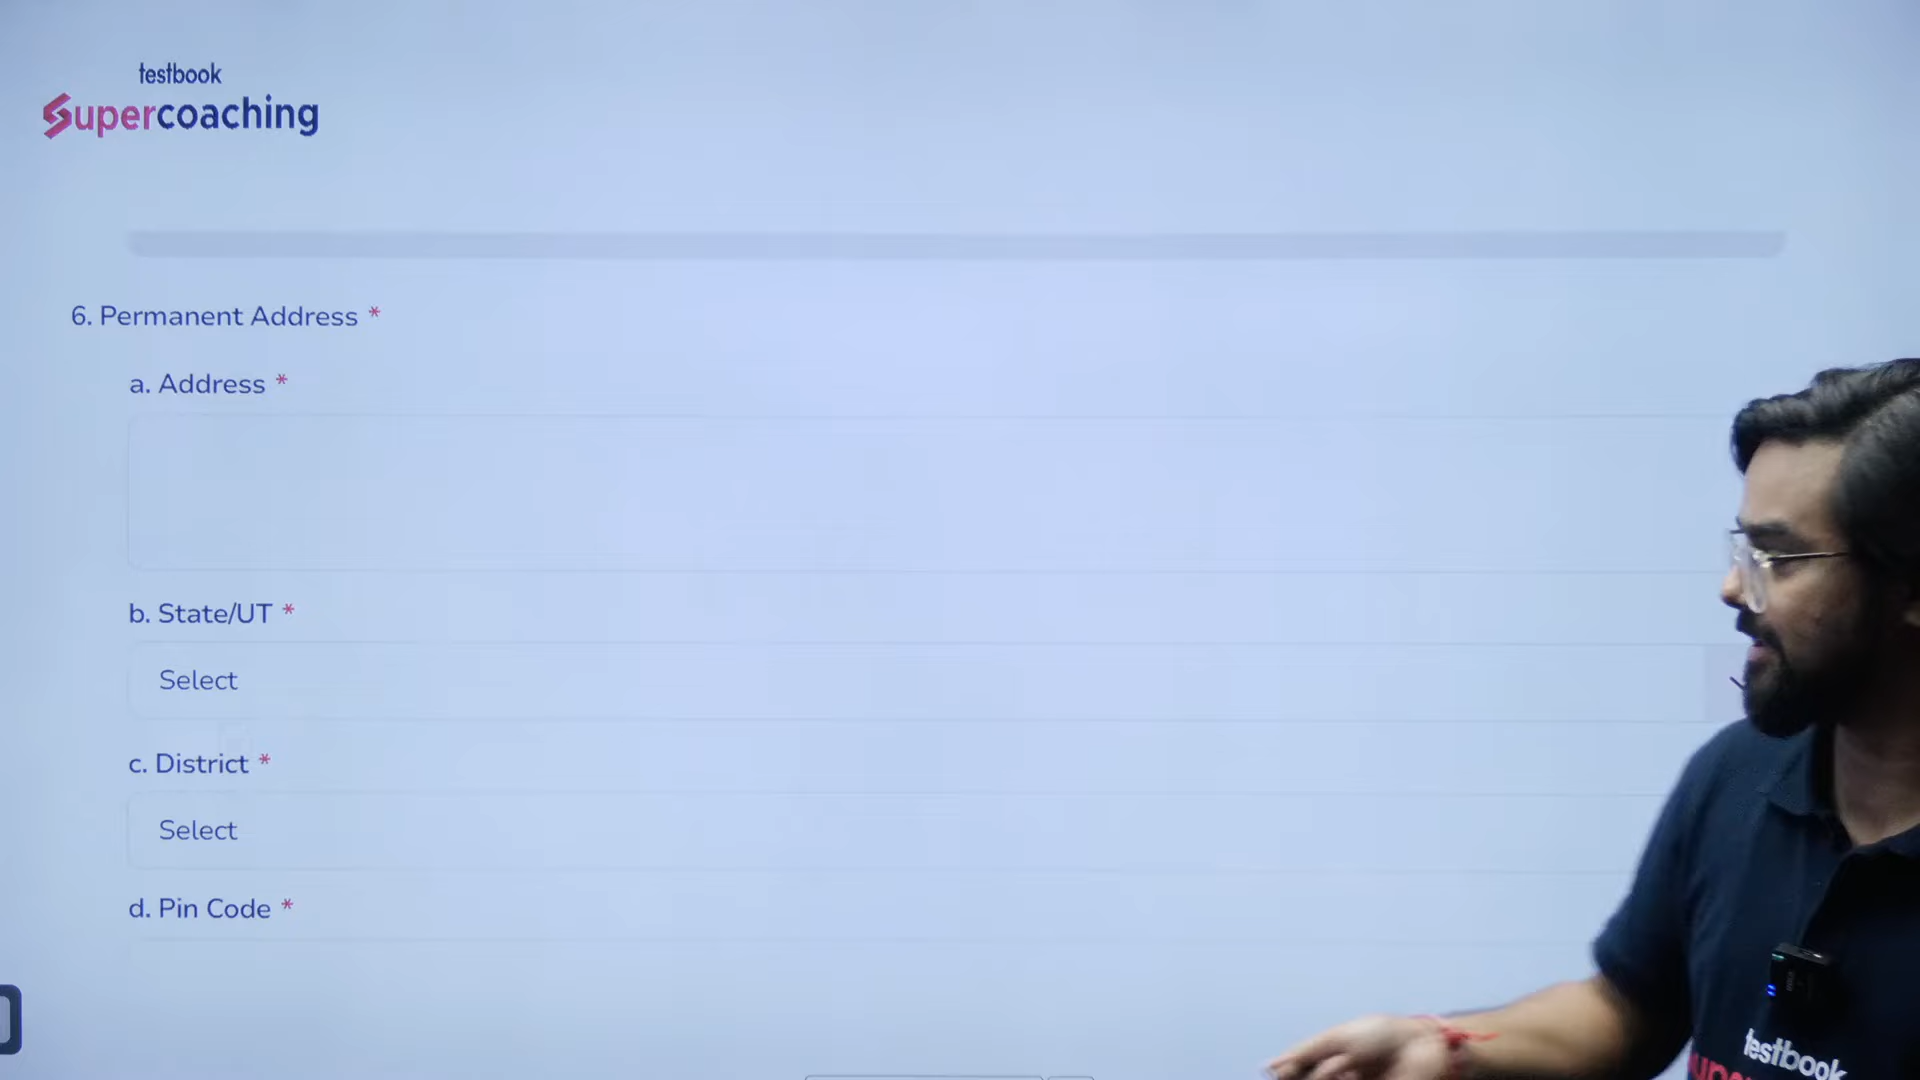 testbook
Supercoaching
6. Permanent Address *
a. Address *
b. State/UT *
Select
c. District *
Select
d. Pin Code *
testbook